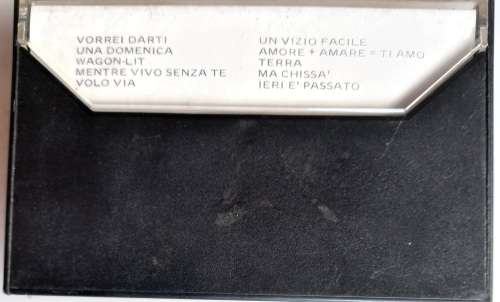 VORREI DARTI
UNA DOMENICA
WAGON-LIT
MENTRE VIVO SENZA TE
VOLO VIA
UN VIZIO FACILE
AMORE + AMARE = TI AMO
TERRA
MA CHISSA'
IERI E' PASSATO